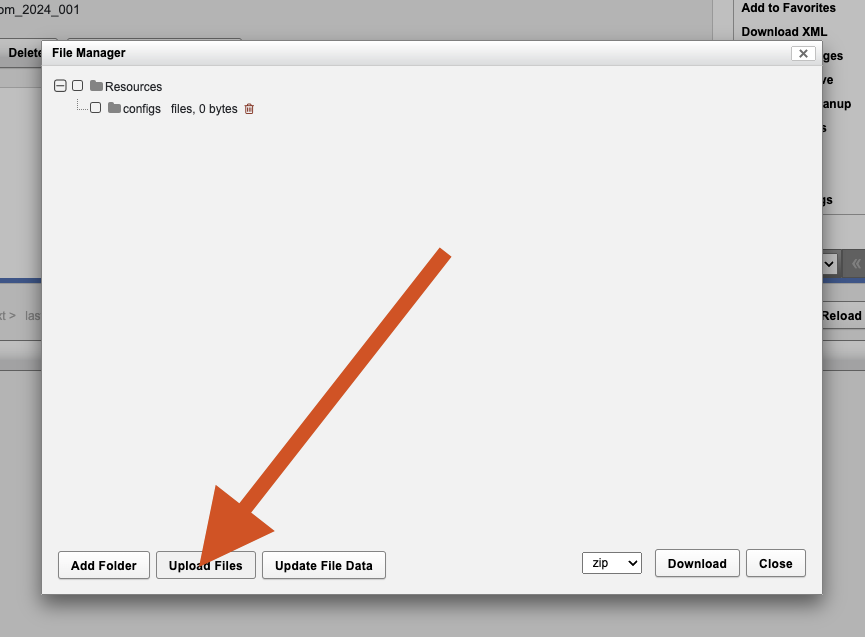 om_2024_001
Add to Favorites
Download XML
Delete
File Manager
ges
ve
Resources
anup
configs files, 0 bytes
s
gs
xt > las
Reload
Add Folder
Upload Files
Update File Data
zip
Download
Close